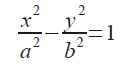 x²/a² − y²/b² = 1